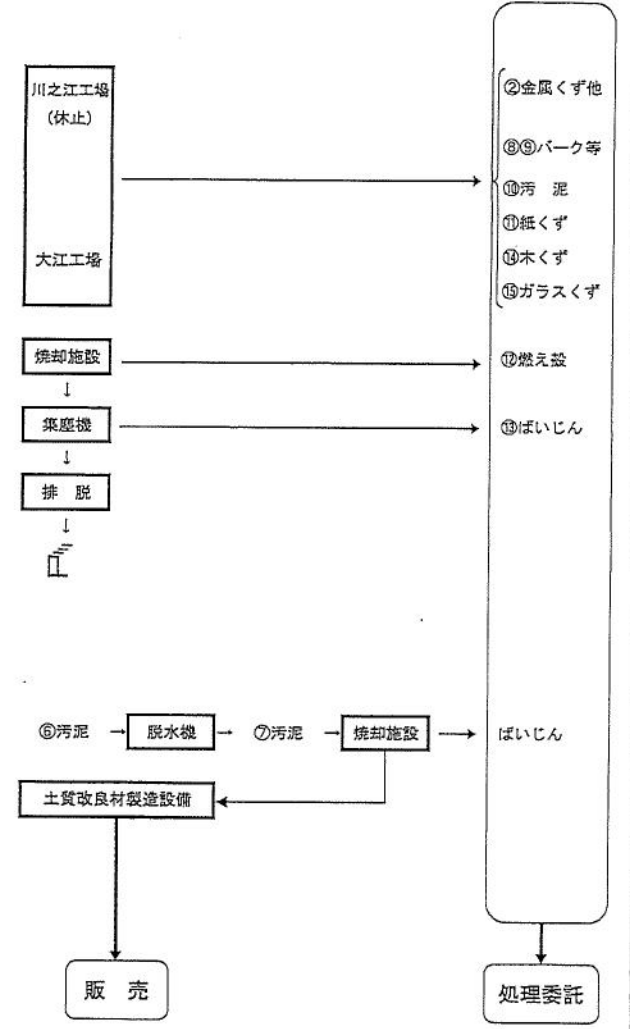 川之江工場
(休止)
大江工場
②金属くず他
⑧⑨バーク等
⑩汚 泥
⑪紙くず
⑭木くず
⑮ガラスくず
焼却施設
⑫燃え殻
集塵機
⑬ばいじん
排 脱
⑥汚泥
脱水機
⑦汚泥
焼却施設
ばいじん
土質改良材製造設備
販 売
処理委託